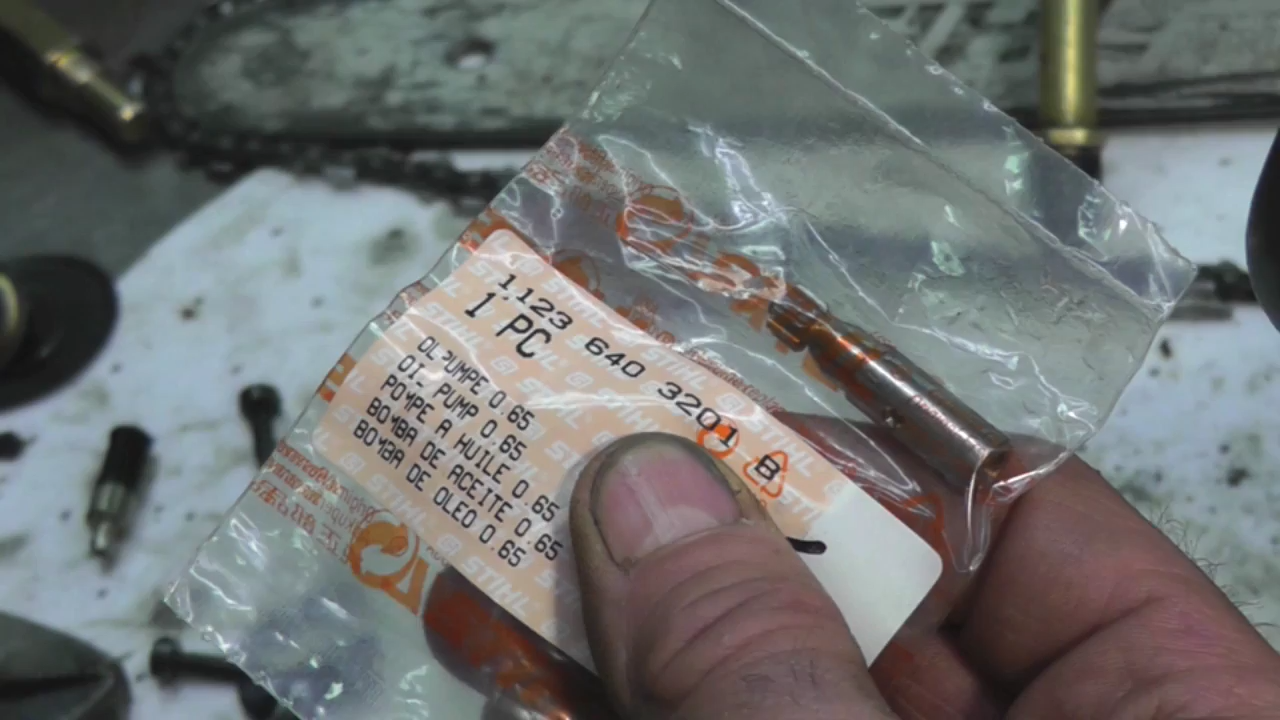 1123 640 3201 B
1 PC
OLPUMPE 0.65
OIL PUMP 0.65
POMPE A HUILE 0.65
BOMBA DE ACEITE 0.65
BOMBA DE OLEO 0.65
STIHL